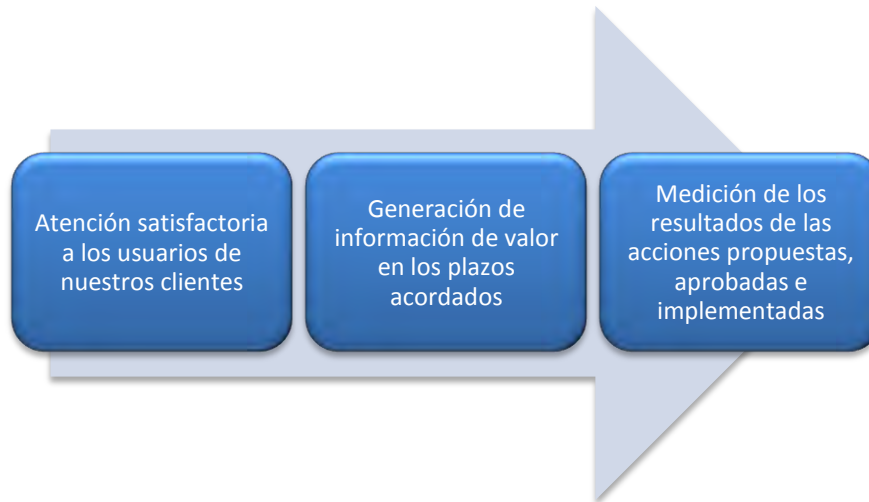 Atención satisfactoria
a los usuarios de
nuestros clientes
Generación de
información de valor
en los plazos
acordados
Medición de los
resultados de las
acciones propuestas,
aprobadas e
implementadas